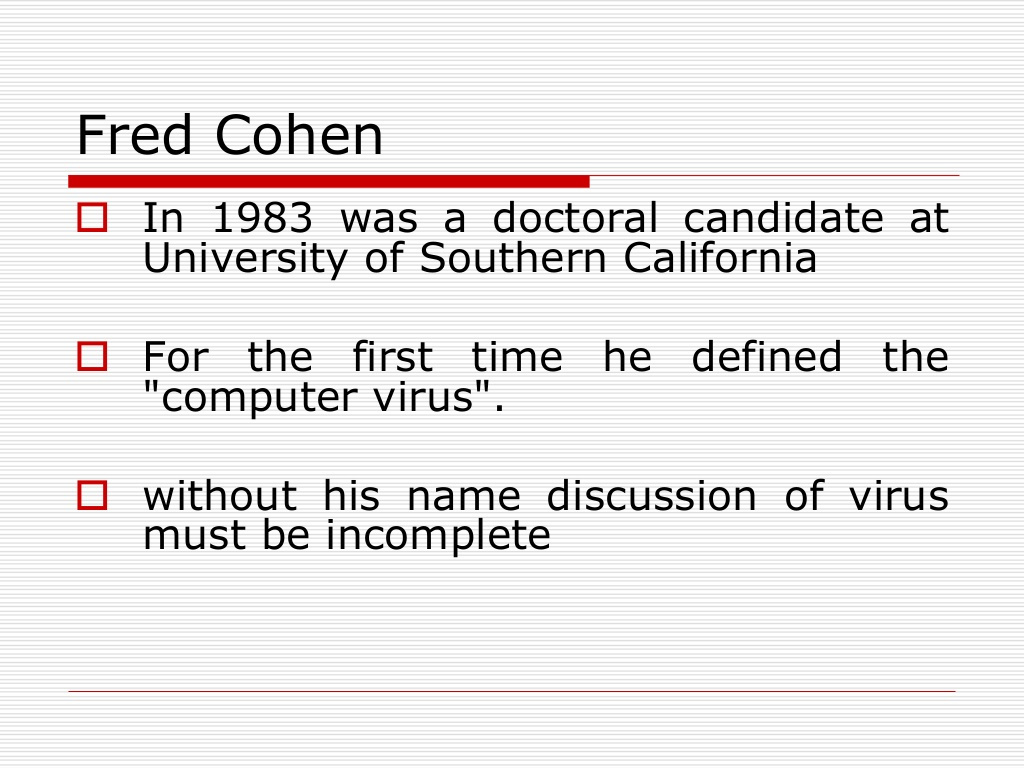 Fred Cohen
In 1983 was a doctoral candidate at
University of Southern California
For the first time he defined the
"computer virus".
without his name discussion of virus
must be incomplete